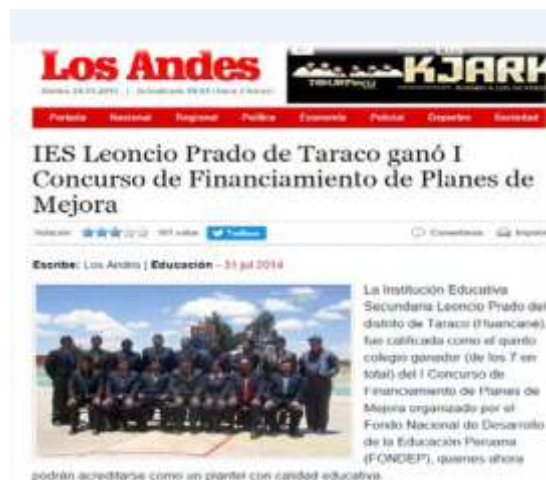 Los Andes
KJARK
Portada Nacional Regional Política Economía Policial Deportes Sociedad
IES Leoncio Prado de Taraco ganó I
Concurso de Financiamiento de Planes de
Mejora
Escribe: Los Andes | Educación - 31 jul 2014
La Institución Educativa
Secundaria Leoncio Prado del
distrito de Taraco (Huancané),
fue calificada como el quinto
colegio ganador (de los 7 en
total) del I Concurso de
Financiamiento de Planes de
Mejora organizado por el
Fondo Nacional de Desarrollo
de la Educación Peruana
(FONDEP), quienes ahora
podrán acreditarse como un plantel con calidad educativa